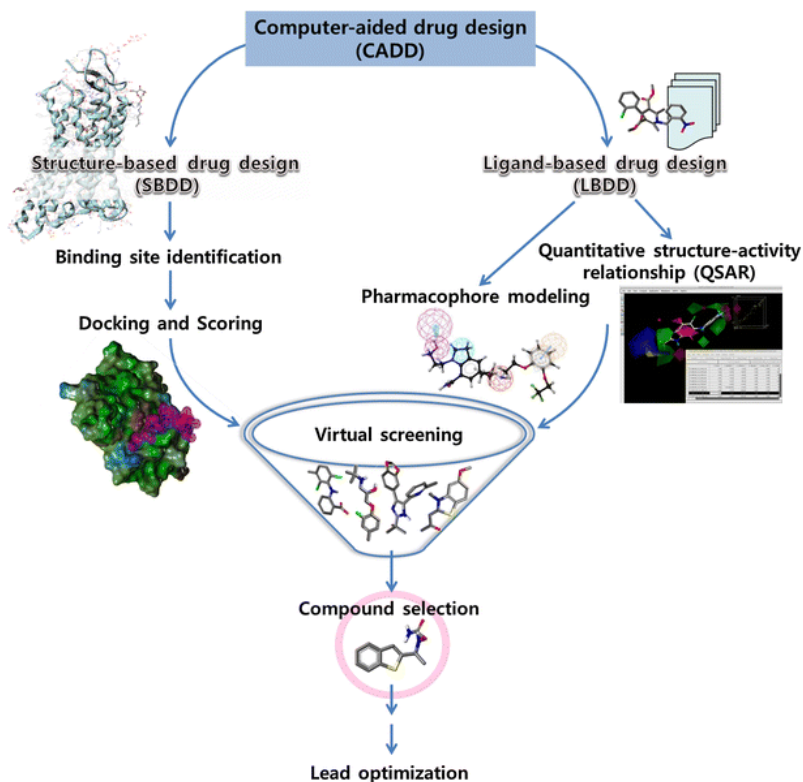 Computer-aided drug design
(CADD)
Structure-based drug design
(SBDD)
Ligand-based drug design
(LBDD)
Binding site identification
Quantitative structure-activity
relationship (QSAR)
Pharmacophore modeling
Docking and Scoring
Virtual screening
Compound selection
Lead optimization